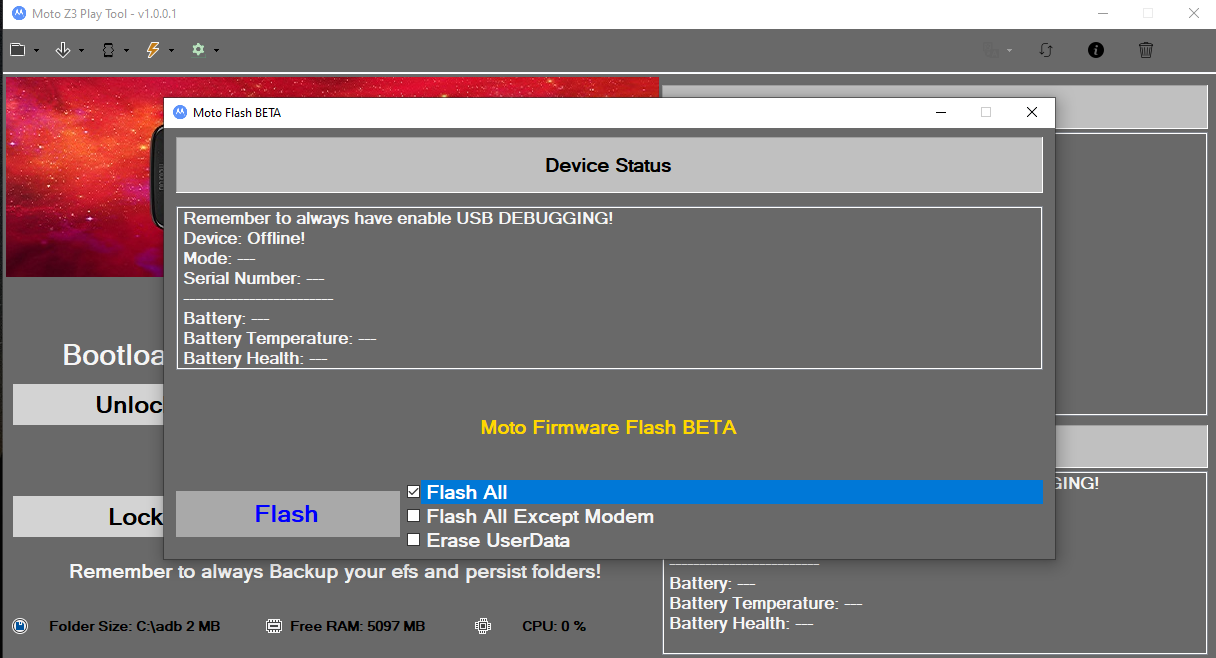 Moto Z3 Play Tool - v1.0.0.1
Moto Flash BETA
Device Status
Remember to always have enable USB DEBUGGING!
Device: Offline!
Mode: ---
Serial Number: ---
-------------------------
Battery: ---
Battery Temperature: ---
Battery Health: ---
Moto Firmware Flash BETA
Flash
Flash All
Flash All Except Modem
Erase UserData
Bootloa
Unloc
Lock
Remember to always Backup your efs and persist folders!
Folder Size: C:\adb 2 MB
Free RAM: 5097 MB
CPU: 0 %
GING!
-------------------------
Battery: ---
Battery Temperature: ---
Battery Health: ---